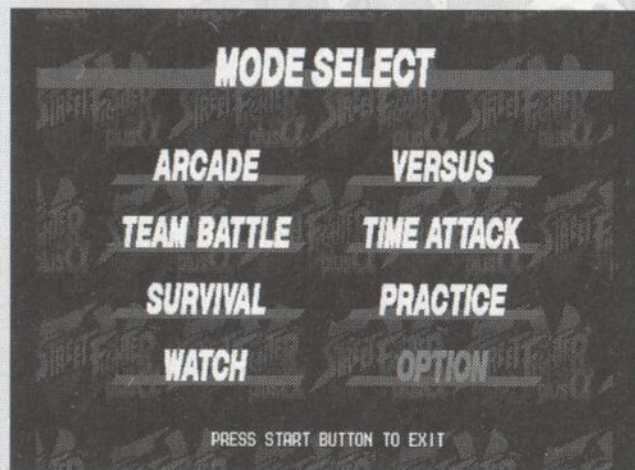 MODE SELECT
ARCADE VERSUS
TEAM BATTLE TIME ATTACK
SURVIVAL PRACTICE
WATCH OPTION
PRESS START BUTTON TO EXIT